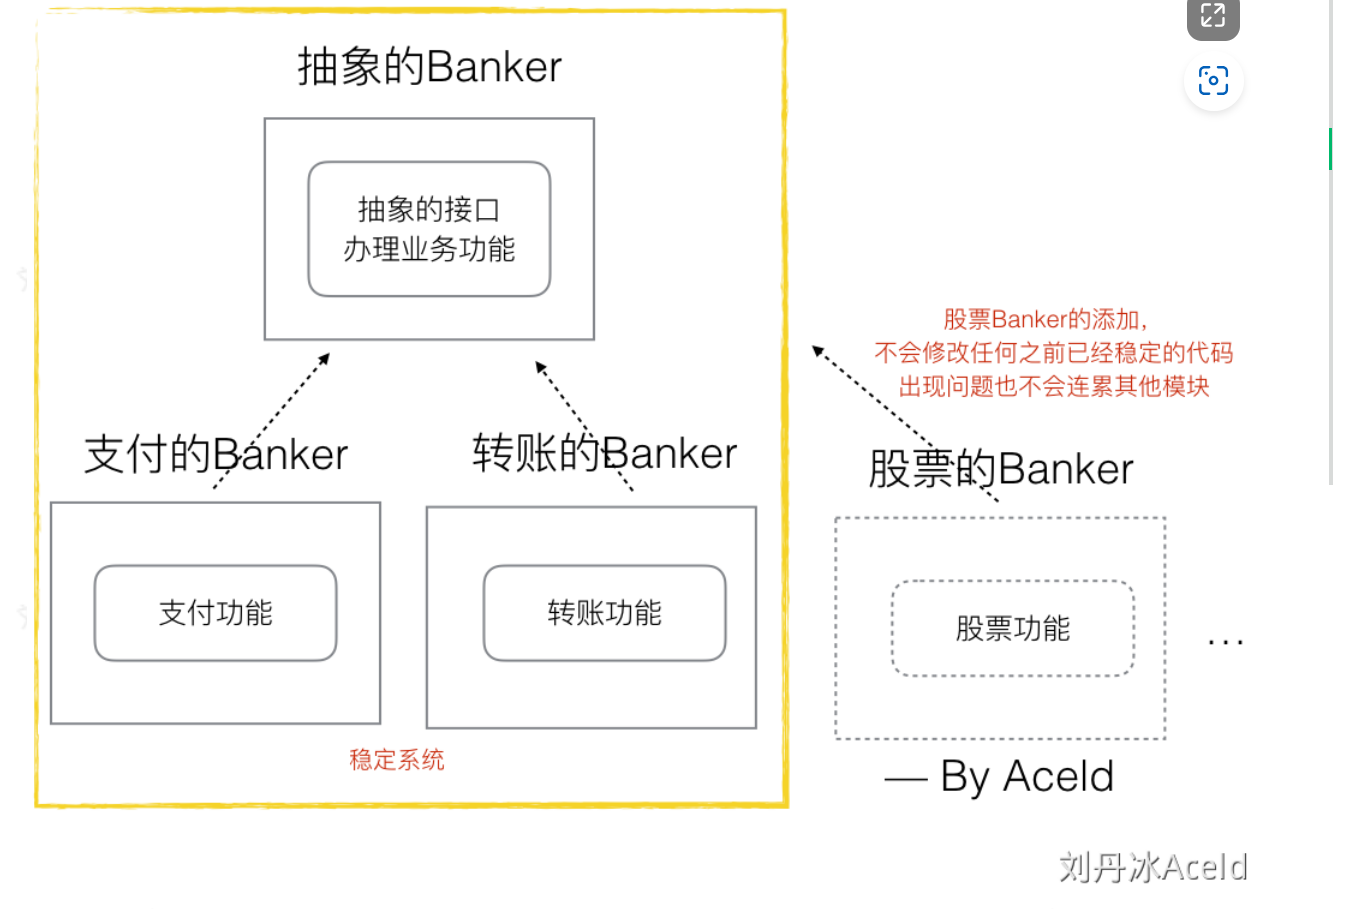 抽象的Banker
抽象的接口
办理业务功能
股票Banker的添加,
不会修改任何之前已经稳定的代码
出现问题也不会连累其他模块
支付的Banker
转账的Banker
股票的Banker
支付功能
转账功能
股票功能
...
稳定系统
— By Aceld
刘丹冰Aceld